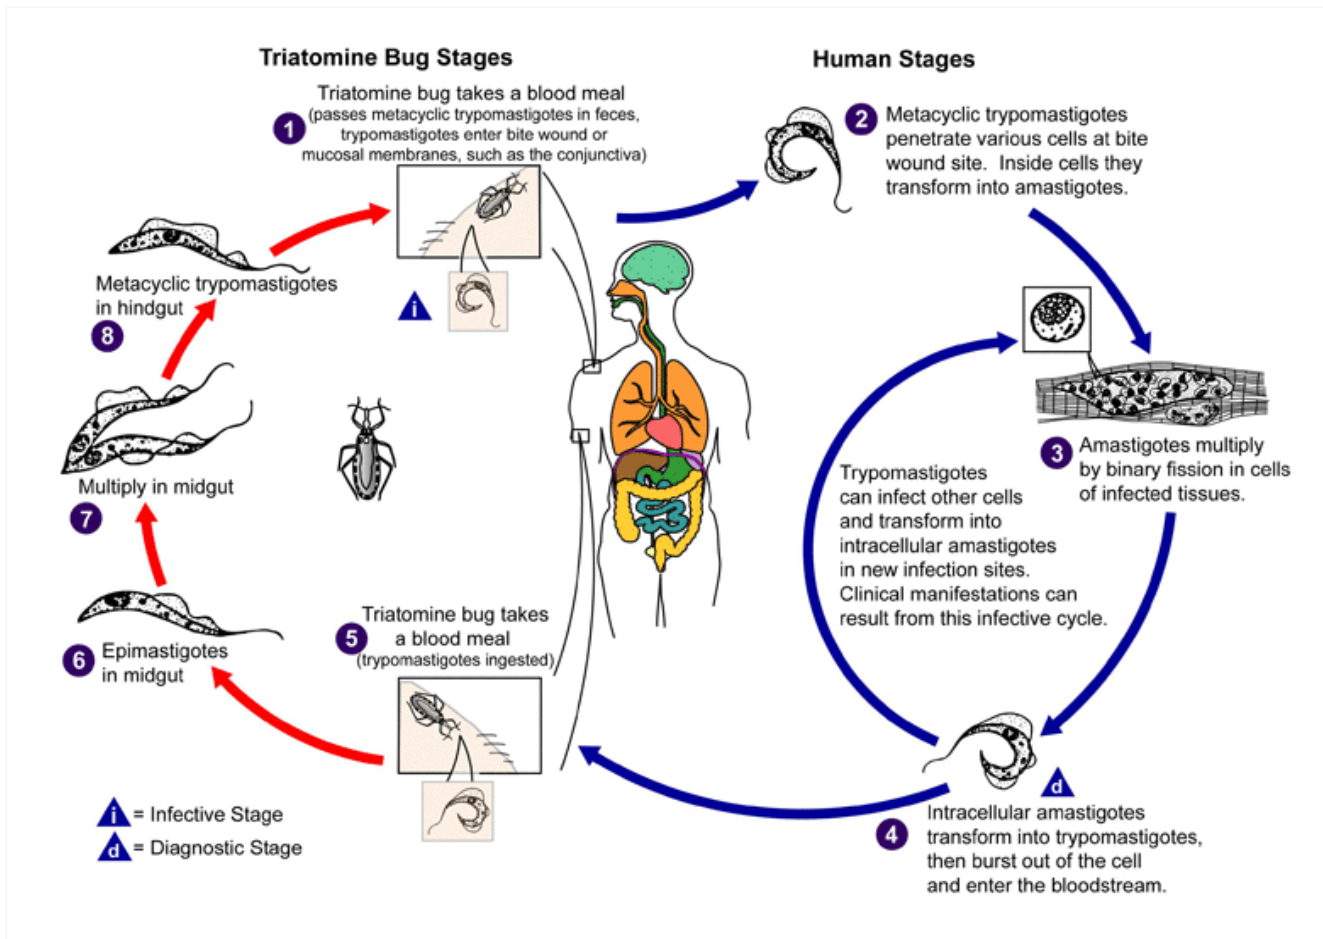 Triatomine Bug Stages
Human Stages
1
Triatomine bug takes a blood meal
(passes metacyclic trypomastigotes in feces,
trypomastigotes enter bite wound or
mucosal membranes, such as the conjunctiva)
i
2
Metacyclic trypomastigotes
penetrate various cells at bite
wound site. Inside cells they
transform into amastigotes.
3
Amastigotes multiply
by binary fission in cells
of infected tissues.
Trypomastigotes
can infect other cells
and transform into
intracellular amastigotes
in new infection sites.
Clinical manifestations can
result from this infective cycle.
d
4
Intracellular amastigotes
transform into trypomastigotes,
then burst out of the cell
and enter the bloodstream.
5
Triatomine bug takes
a blood meal
(trypomastigotes ingested)
6
Epimastigotes
in midgut
Multiply in midgut
7
Metacyclic trypomastigotes
in hindgut
8
i = Infective Stage
d = Diagnostic Stage